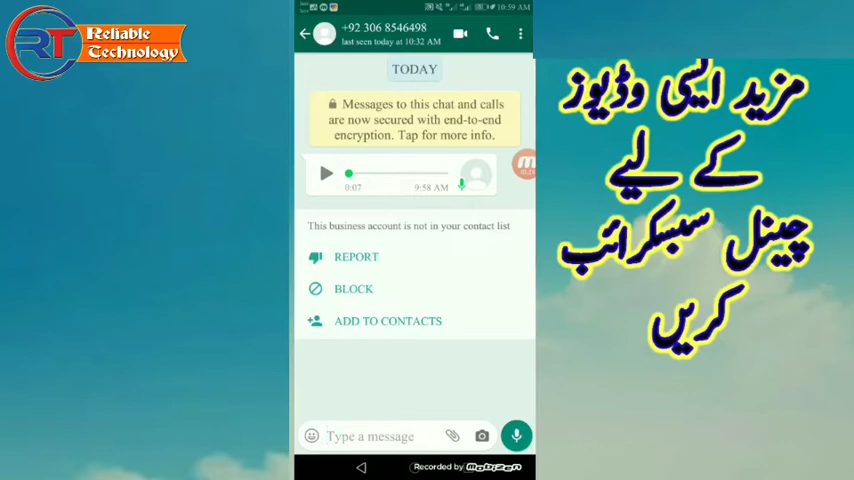 Reliable
Technology
10:59 AM
+92 306 8546498
last seen today at 10:32 AM
TODAY
Messages to this chat and calls
are now secured with end-to-end
encryption. Tap for more info.
0:07
9:58 AM
This business account is not in your contact list
REPORT
BLOCK
ADD TO CONTACTS
Type a message
Recorded by mobizen
مزید ایسی وڈیوز
کے لیے
چینل سبسکرائب
کریں